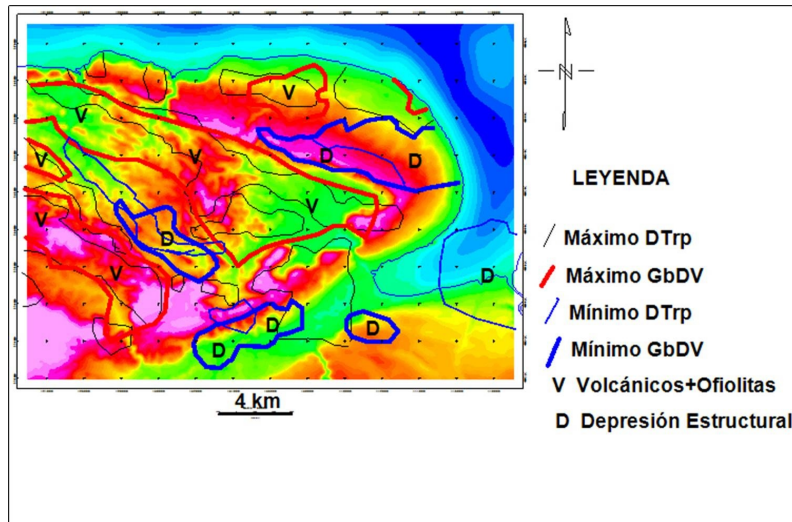 V
V
V
V
V
V
V
D
D
D
D
D
D
D
N
4 km
LEYENDA
Máximo DTrp
Máximo GbDV
Mínimo DTrp
Mínimo GbDV
V Volcánicos+Ofiolitas
D Depresión Estructural